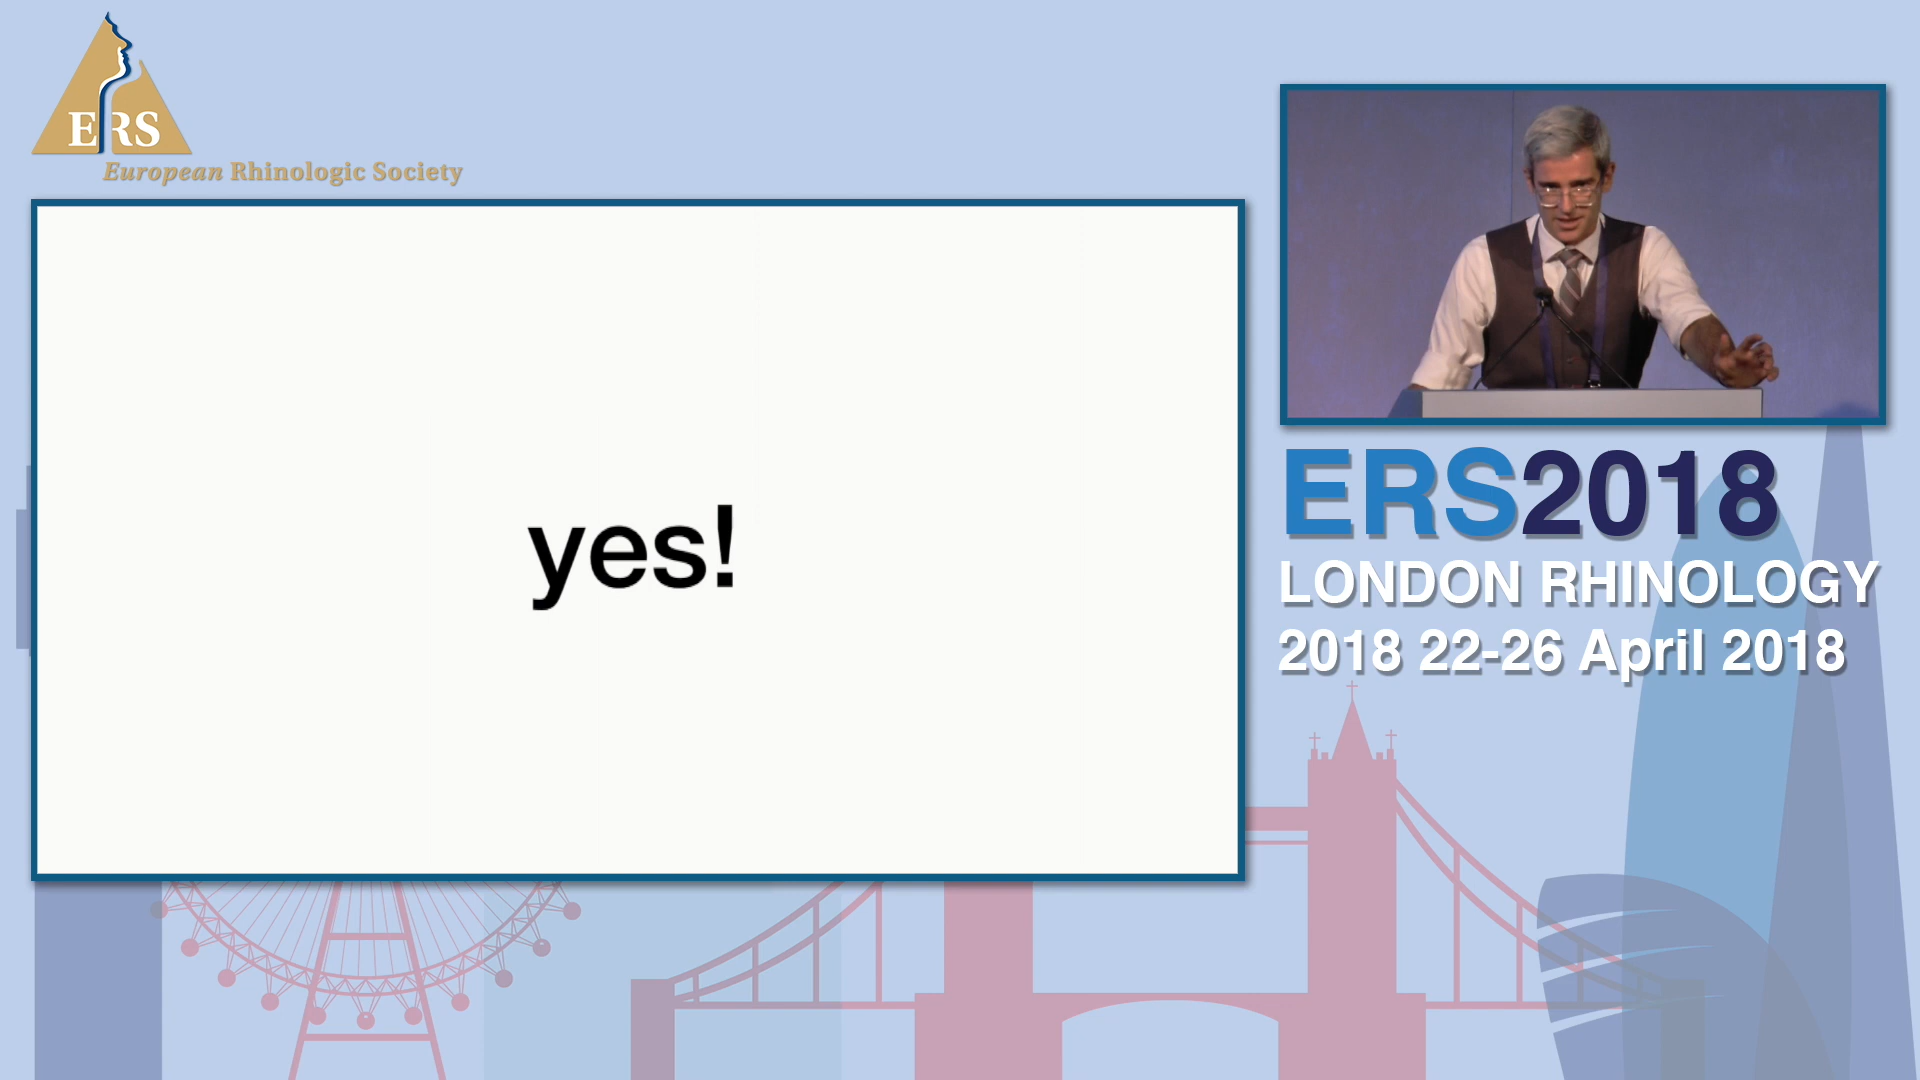 ERS
European Rhinologic Society
yes!
ERS2018
LONDON RHINOLOGY
2018 22-26 April 2018